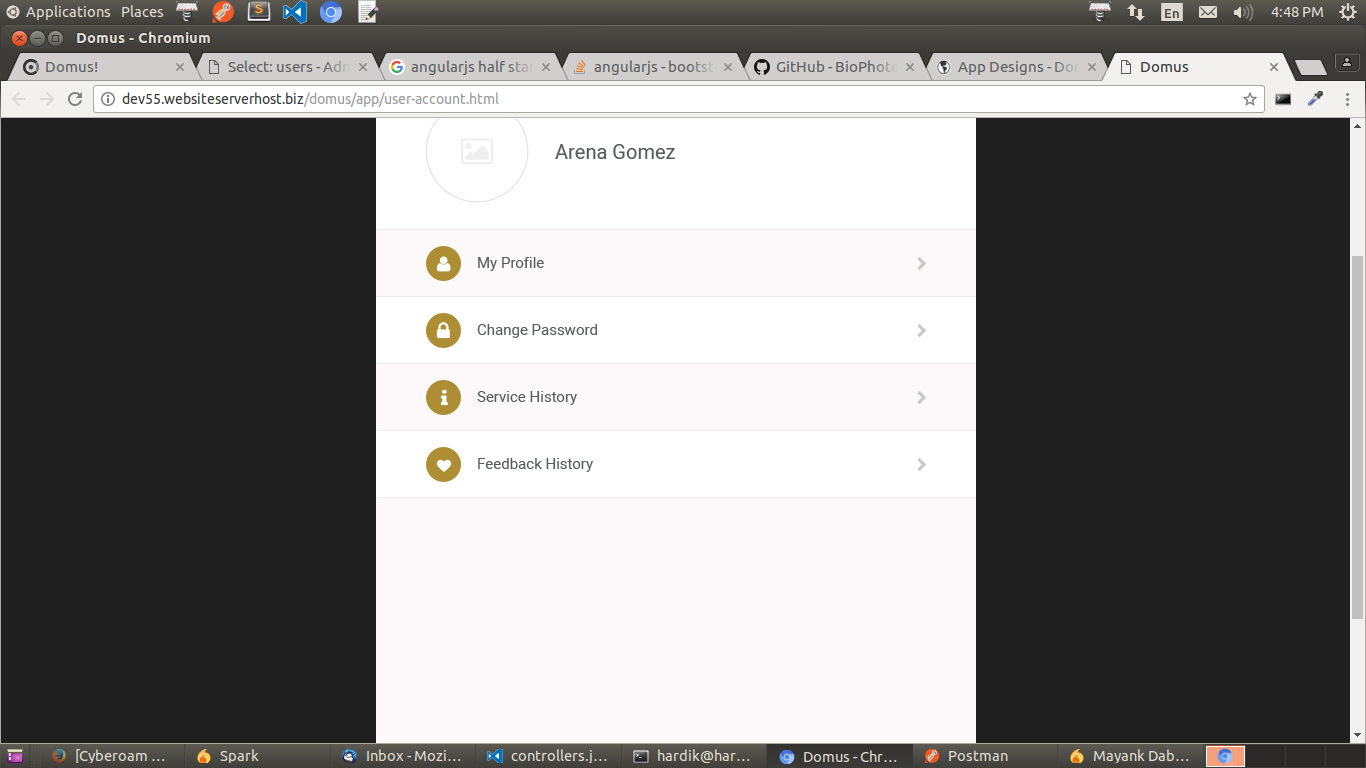 Applications Places En 4:48 PM
Domus - Chromium
Domus! Select: users - Adm angularjs half sta angularjs - bootst GitHub - BioPhoto App Designs - Do Domus
dev55.websiteserverhost.biz/domus/app/user-account.html
Arena Gomez
My Profile
Change Password
Service History
Feedback History
[Cyberoam ... Spark Inbox - Mozi... controllers.j... hardik@har... Domus - Chr... Postman Mayank Dab...